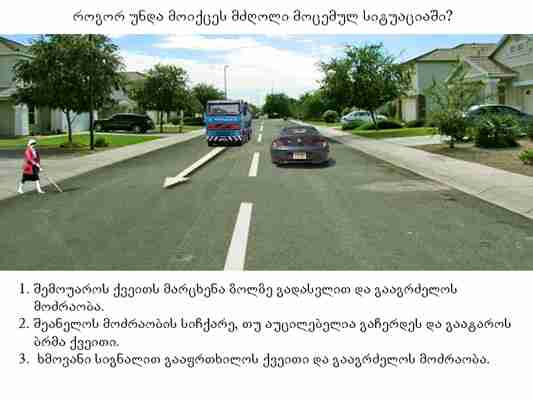 როგორ უნდა მოიქცეს მძღოლი მოცემულ სიტუაციაში?
1. შემოუაროს ქვეითს მარცხენა ზოლზე გადასვლით და გააგრძელოს
მოძრაობა.
2. შეანელოს მოძრაობის სიჩქარე, თუ აუცილებელია გაჩერდეს და გაატაროს
ბრმა ქვეითი.
3. ხმოვანი სიგნალით გააფრთხილოს ქვეითი და გააგრძელოს მოძრაობა.